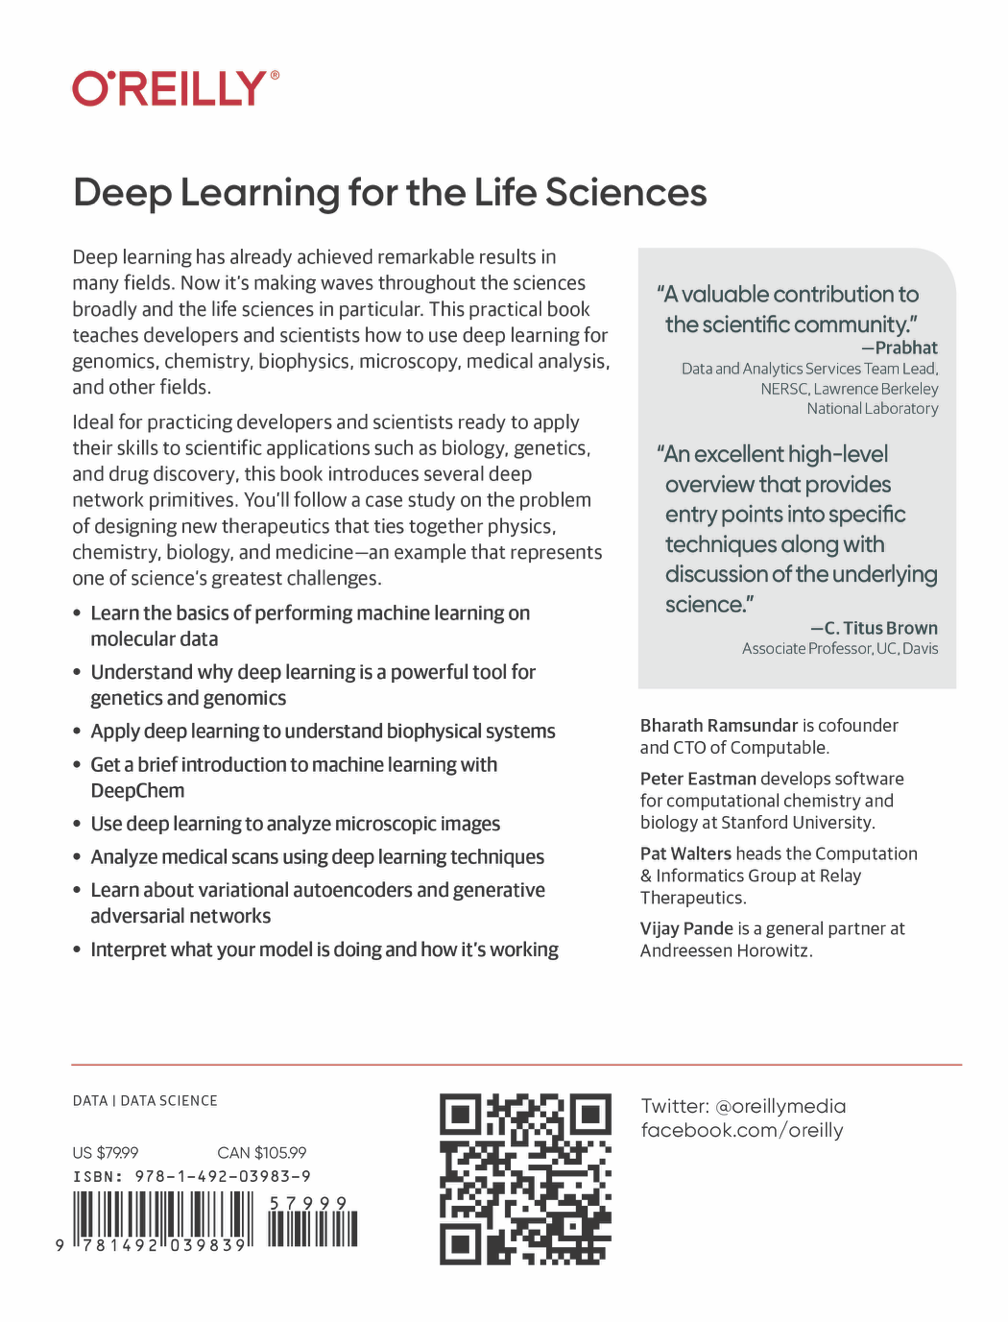 O'REILLY®
Deep Learning for the Life Sciences
Deep learning has already achieved remarkable results in
many fields. Now it's making waves throughout the sciences
broadly and the life sciences in particular. This practical book
teaches developers and scientists how to use deep learning for
genomics, chemistry, biophysics, microscopy, medical analysis,
and other fields.
Ideal for practicing developers and scientists ready to apply
their skills to scientific applications such as biology, genetics,
and drug discovery, this book introduces several deep
network primitives. You'll follow a case study on the problem
of designing new therapeutics that ties together physics,
chemistry, biology, and medicine—an example that represents
one of science's greatest challenges.
• Learn the basics of performing machine learning on
molecular data
• Understand why deep learning is a powerful tool for
genetics and genomics
• Apply deep learning to understand biophysical systems
• Get a brief introduction to machine learning with
DeepChem
• Use deep learning to analyze microscopic images
• Analyze medical scans using deep learning techniques
• Learn about variational autoencoders and generative
adversarial networks
• Interpret what your model is doing and how it's working
"A valuable contribution to
the scientific community."
—Prabhat
Data and Analytics Services Team Lead,
NERSC, Lawrence Berkeley
National Laboratory
"An excellent high-level
overview that provides
entry points into specific
techniques along with
discussion of the underlying
science."
—C. Titus Brown
Associate Professor, UC, Davis
Bharath Ramsundar is cofounder
and CTO of Computable.
Peter Eastman develops software
for computational chemistry and
biology at Stanford University.
Pat Walters heads the Computation
& Informatics Group at Relay
Therapeutics.
Vijay Pande is a general partner at
Andreessen Horowitz.
DATA | DATA SCIENCE
US $79.99 CAN $105.99
ISBN: 978-1-492-03983-9
57999
9 781492 039839
Twitter: @oreillymedia
facebook.com/oreilly